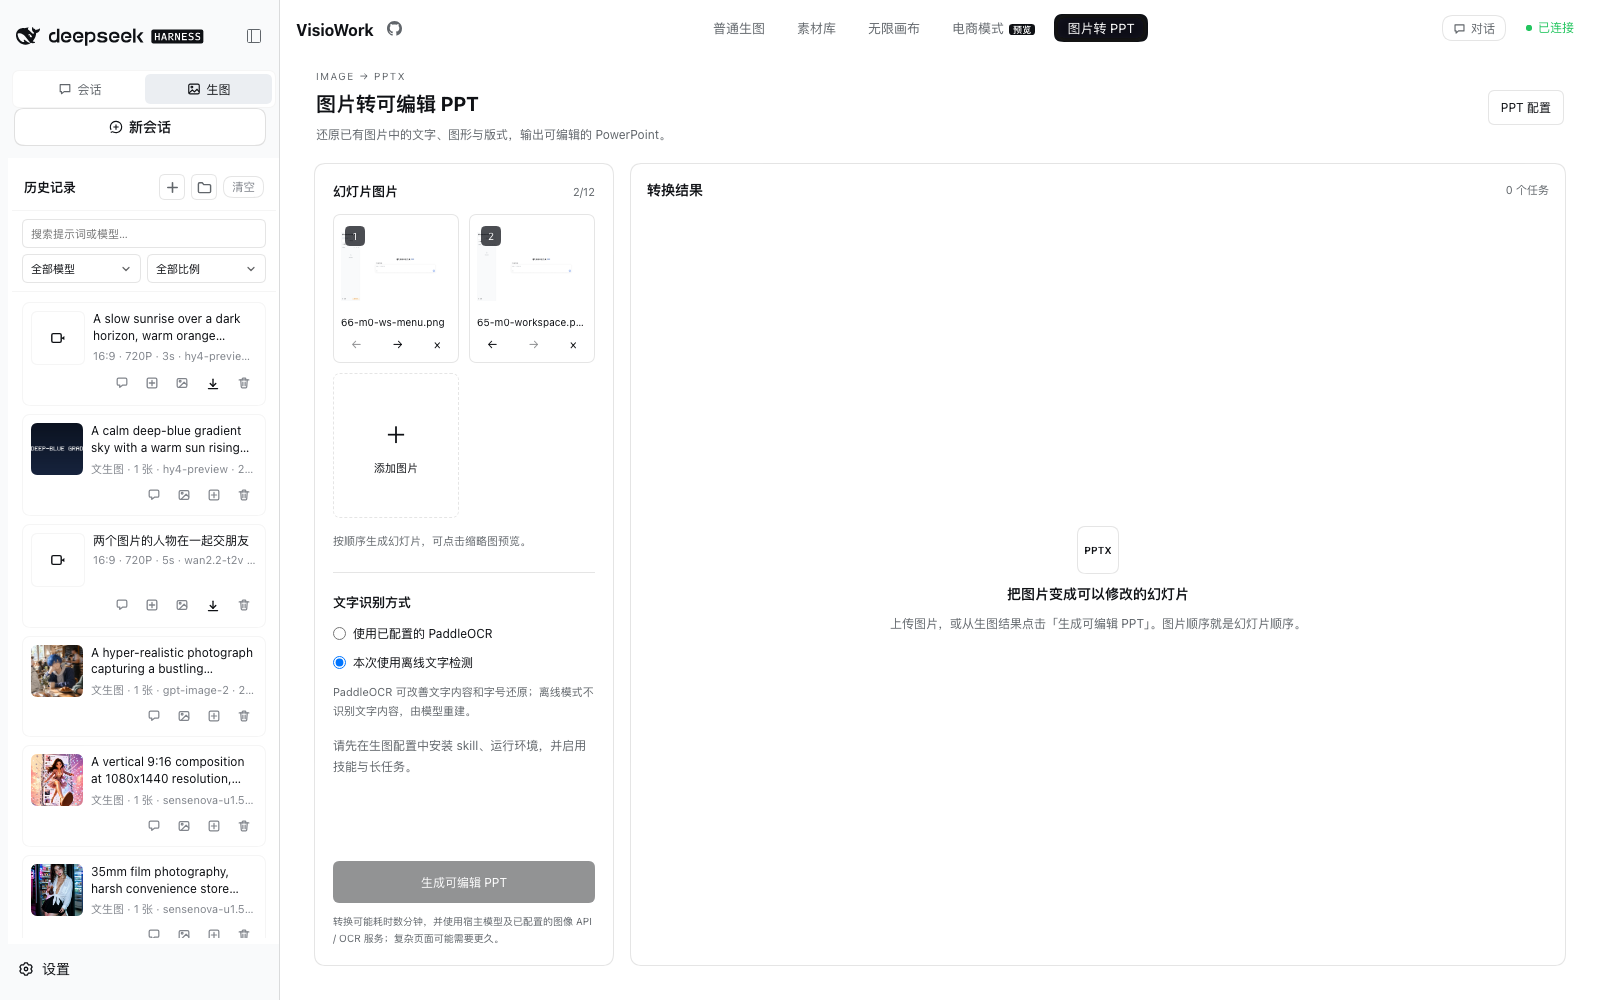 deepseek HARNESS
会话
生图
新会话
历史记录
清空
搜索提示词或模型...
全部模型
全部比例
A slow sunrise over a dark
horizon, warm orange...
16:9 · 720P · 3s · hy4-previe...
A calm deep-blue gradient
sky with a warm sun rising...
文生图 · 1 张 · hy4-preview · 2...
两个图片的人物在一起交朋友
16:9 · 720P · 5s · wan2.2-t2v ...
A hyper-realistic photograph
capturing a bustling...
文生图 · 1 张 · gpt-image-2 · 2...
A vertical 9:16 composition
at 1080x1440 resolution,...
文生图 · 1 张 · sensenova-u1.5...
35mm film photography,
harsh convenience store...
文生图 · 1 张 · sensenova-u1.5...
设置
VisioWork
普通生图
素材库
无限画布
电商模式 预览
图片转 PPT
对话
已连接
IMAGE → PPTX
图片转可编辑 PPT
还原已有图片中的文字、图形与版式，输出可编辑的 PowerPoint。
PPT 配置
幻灯片图片
2/12
1
2
66-m0-ws-menu.png
65-m0-workspace.p...
← → ×
← → ×
添加图片
按顺序生成幻灯片，可点击缩略图预览。
文字识别方式
使用已配置的 PaddleOCR
本次使用离线文字检测
PaddleOCR 可改善文字内容和字号还原；离线模式不
识别文字内容，由模型重建。
请先在生图配置中安装 skill、运行环境，并启用
技能与长任务。
生成可编辑 PPT
转换可能耗时数分钟，并使用宿主模型及已配置的图像 API
/ OCR 服务；复杂页面可能需要更久。
转换结果
0 个任务
PPTX
把图片变成可以修改的幻灯片
上传图片，或从生图结果点击「生成可编辑 PPT」。图片顺序就是幻灯片顺序。